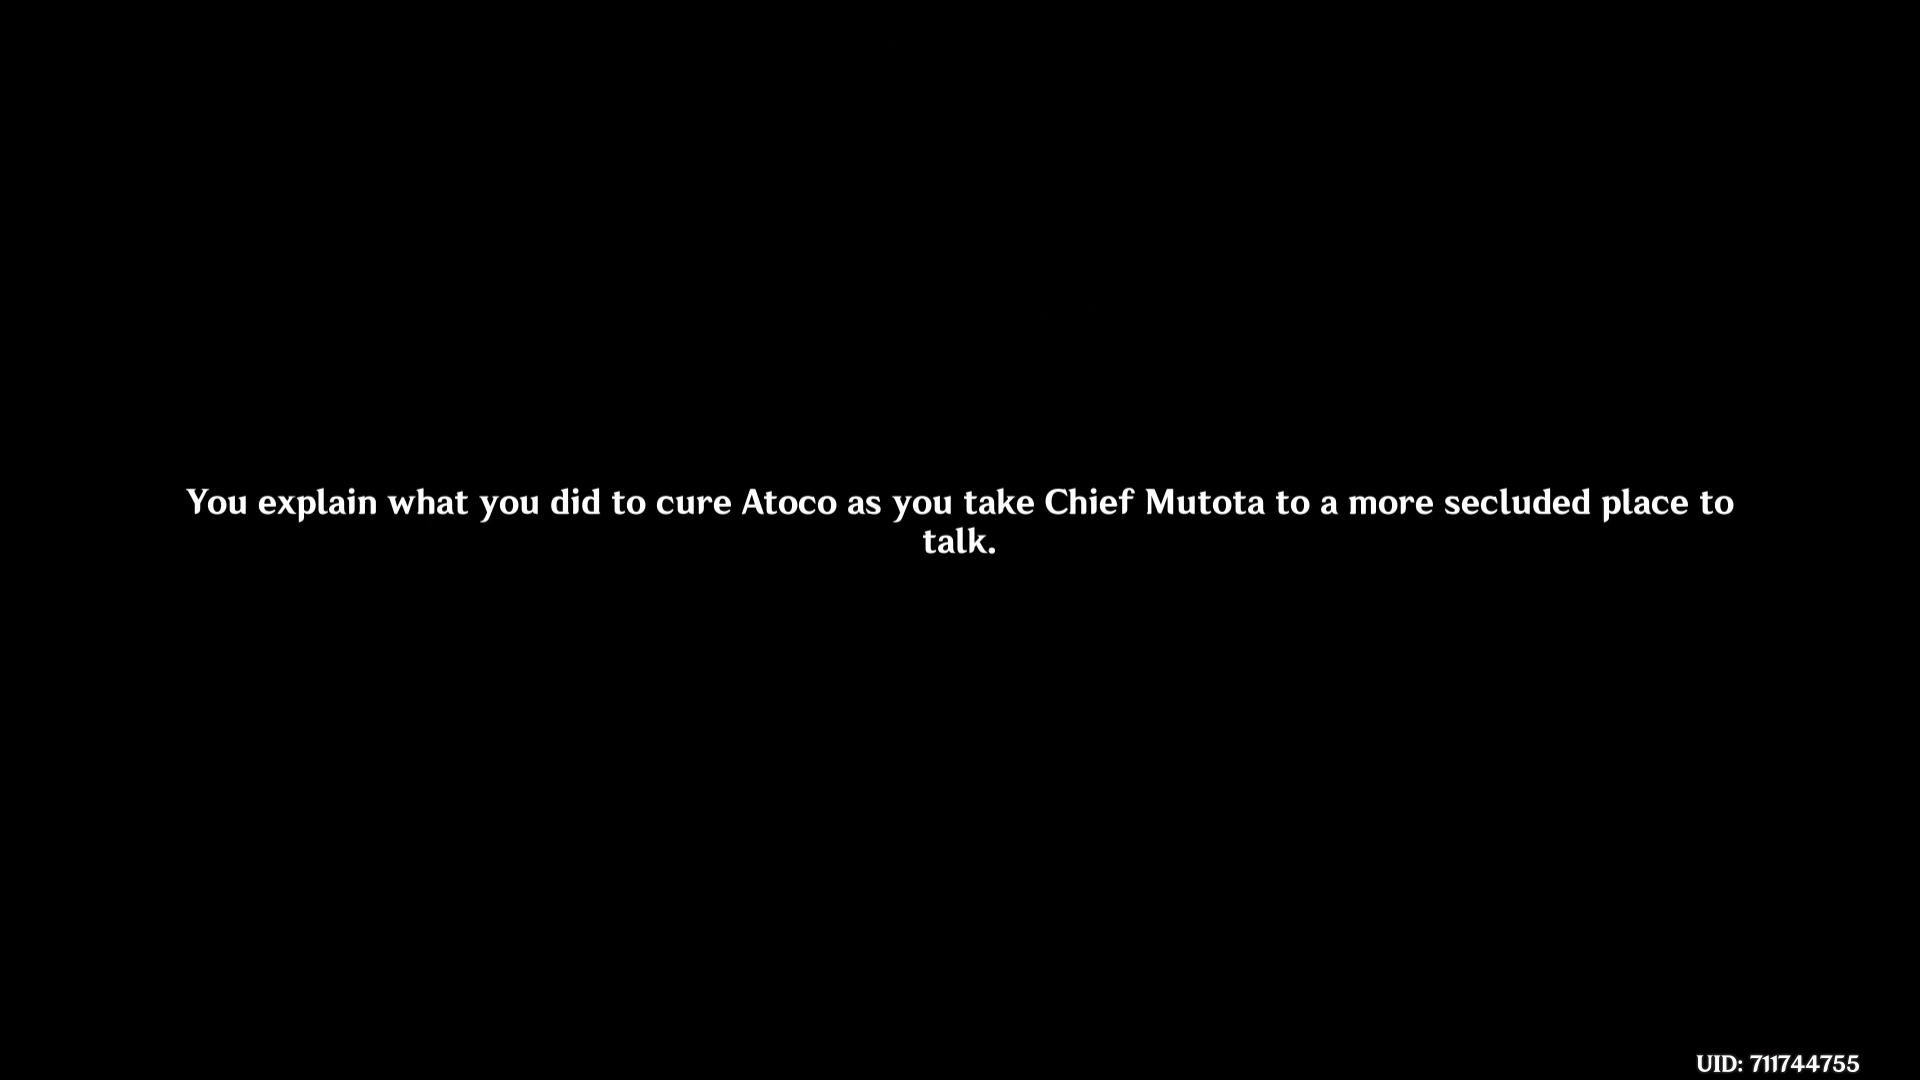 You explain what you did to cure Atoco as you take Chief Mutota to a more secluded place to
talk.
UID: 711744755